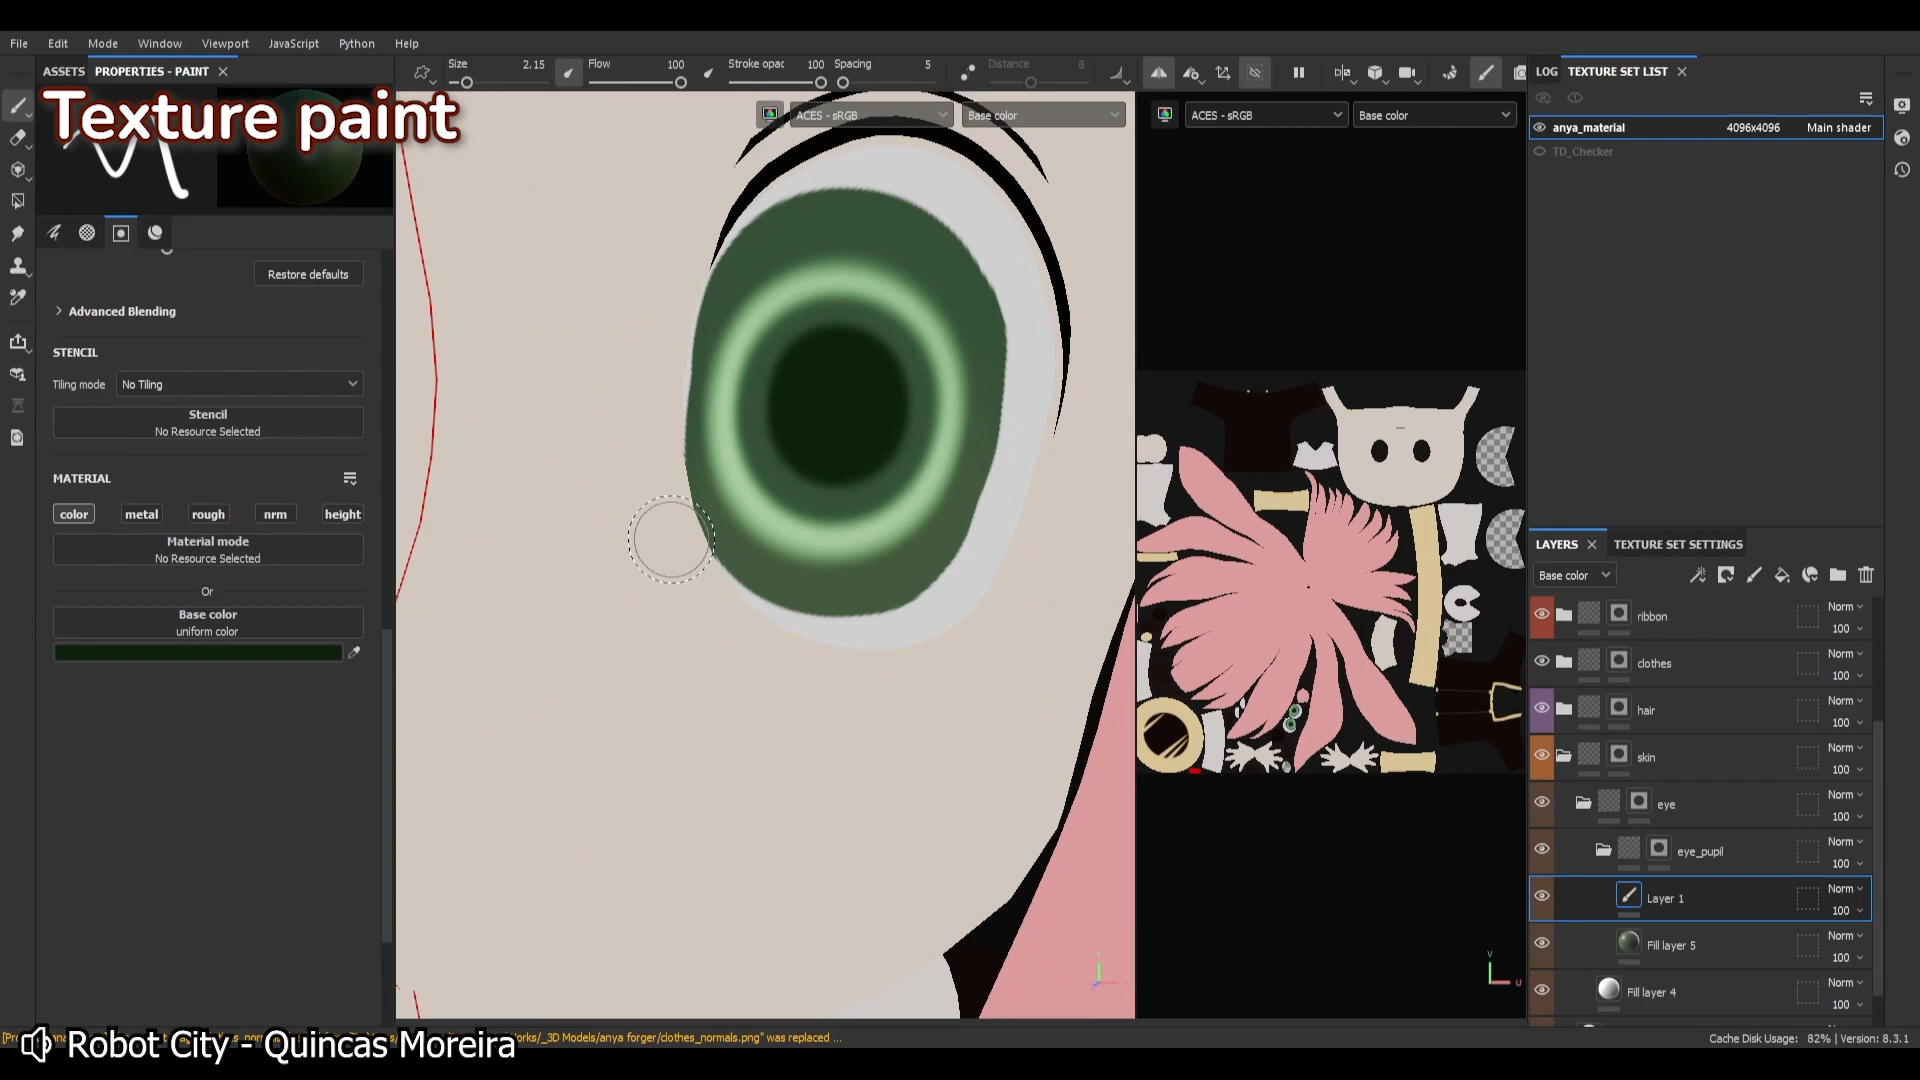 File Edit Mode Window Viewport JavaScript Python Help
ASSETS PROPERTIES - PAINT
Size 2.15 Flow 100 Stroke opac 100 Spacing 5 Distance 8
LOG TEXTURE SET LIST
Texture paint
ACES - sRGB Base color
ACES - sRGB Base color
anya_material 4096x4096 Main shader
TD_Checker
Restore defaults
Advanced Blending
STENCIL
Tiling mode No Tiling
Stencil
No Resource Selected
MATERIAL
color metal rough nrm height
Material mode
No Resource Selected
Or
Base color
uniform color
LAYERS TEXTURE SET SETTINGS
Base color
ribbon Norm
100
clothes Norm
100
hair Norm
100
skin Norm
100
eye Norm
100
eye_pupil Norm
100
Layer 1 Norm
100
Fill layer 5 Norm
100
Fill layer 4 Norm
100
Y
V
U
Robot City - Quincas Moreira
orks/_3D Models/anya forger/clothes_normals.png" was replaced ...
Cache Disk Usage: 82% | Version: 8.3.1